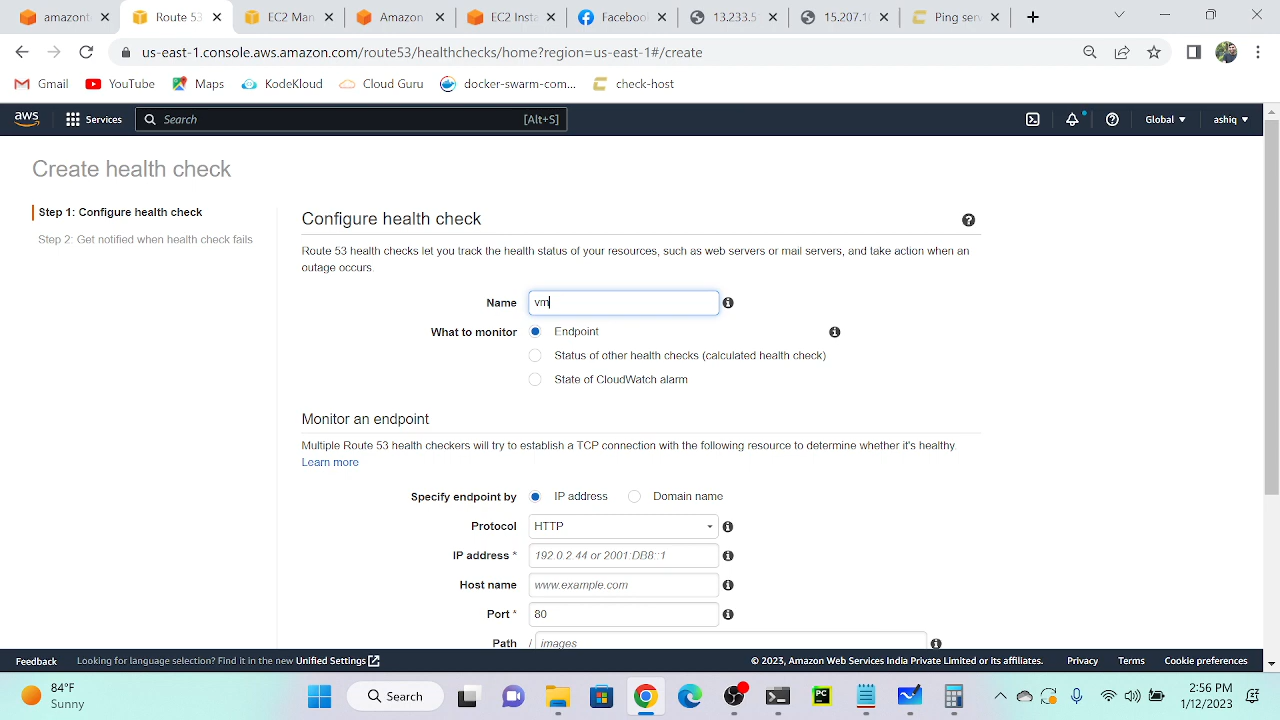 amazont
Route 53
EC2 Man
Amazon
EC2 Insta
Facebook
13.233.5
3.207.10
Ping serv
us-east-1.console.aws.amazon.com/route53/healthchecks/home?region=us-east-1#/create
Gmail YouTube Maps KodeKloud Cloud Guru docker-swarm-com... check-host
aws Services Search [Alt+S] Global ashiq
Create health check
Step 1: Configure health check
Step 2: Get notified when health check fails
Configure health check
Route 53 health checks let you track the health status of your resources, such as web servers or mail servers, and take action when an
outage occurs.
Name vm
What to monitor Endpoint
Status of other health checks (calculated health check)
State of CloudWatch alarm
Monitor an endpoint
Multiple Route 53 health checkers will try to establish a TCP connection with the following resource to determine whether it's healthy.
Learn more
Specify endpoint by IP address Domain name
Protocol HTTP
IP address * 192.0.2.44 or 2001:DB8::1
Host name www.example.com
Port * 80
Path / images
Feedback Looking for language selection? Find it in the new Unified Settings © 2023, Amazon Web Services India Private Limited or its affiliates. Privacy Terms Cookie preferences
84°F
Sunny
Search
2:56 PM
1/12/2023